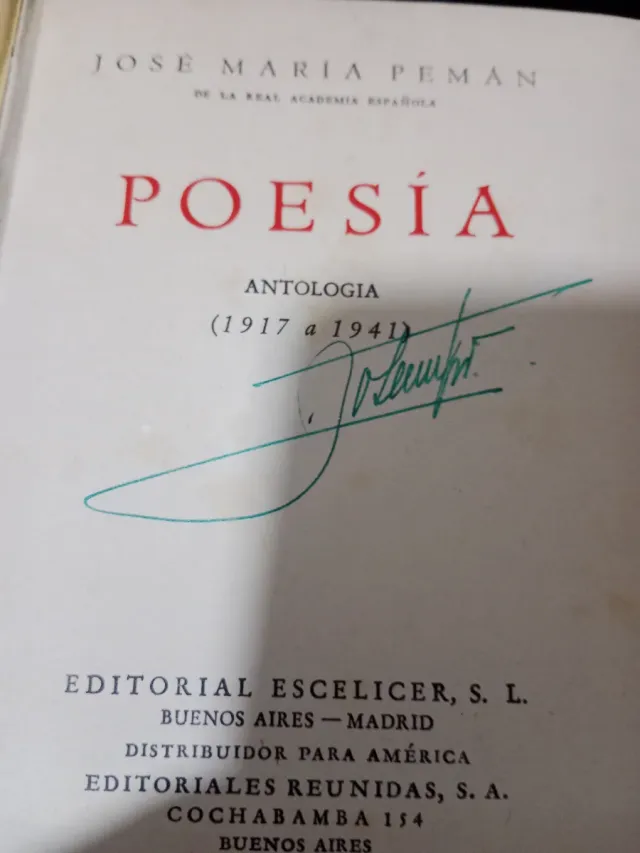 JOSÉ MARÍA PEMÁN
DE LA REAL ACADEMIA ESPAÑOLA
POESÍA
ANTOLOGIA
(1917 a 1941)
EDITORIAL ESCELICER, S. L.
BUENOS AIRES — MADRID
DISTRIBUIDOR PARA AMÉRICA
EDITORIALES REUNIDAS, S. A.
COCHABAMBA 154
BUENOS AIRES